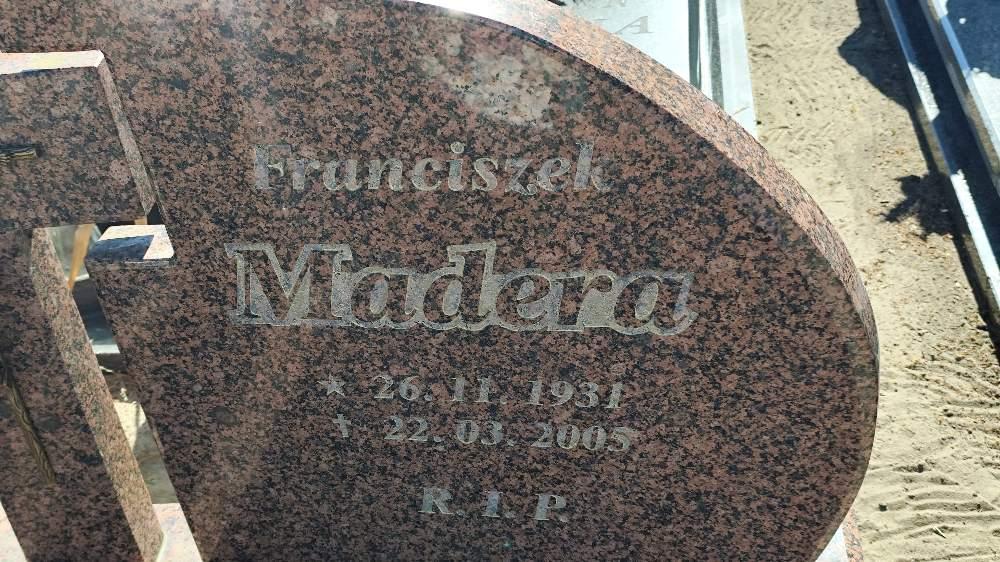 Franciszek
Madera
★ 26. 11. 1931
✝ 22. 03. 2005
R. I. P.